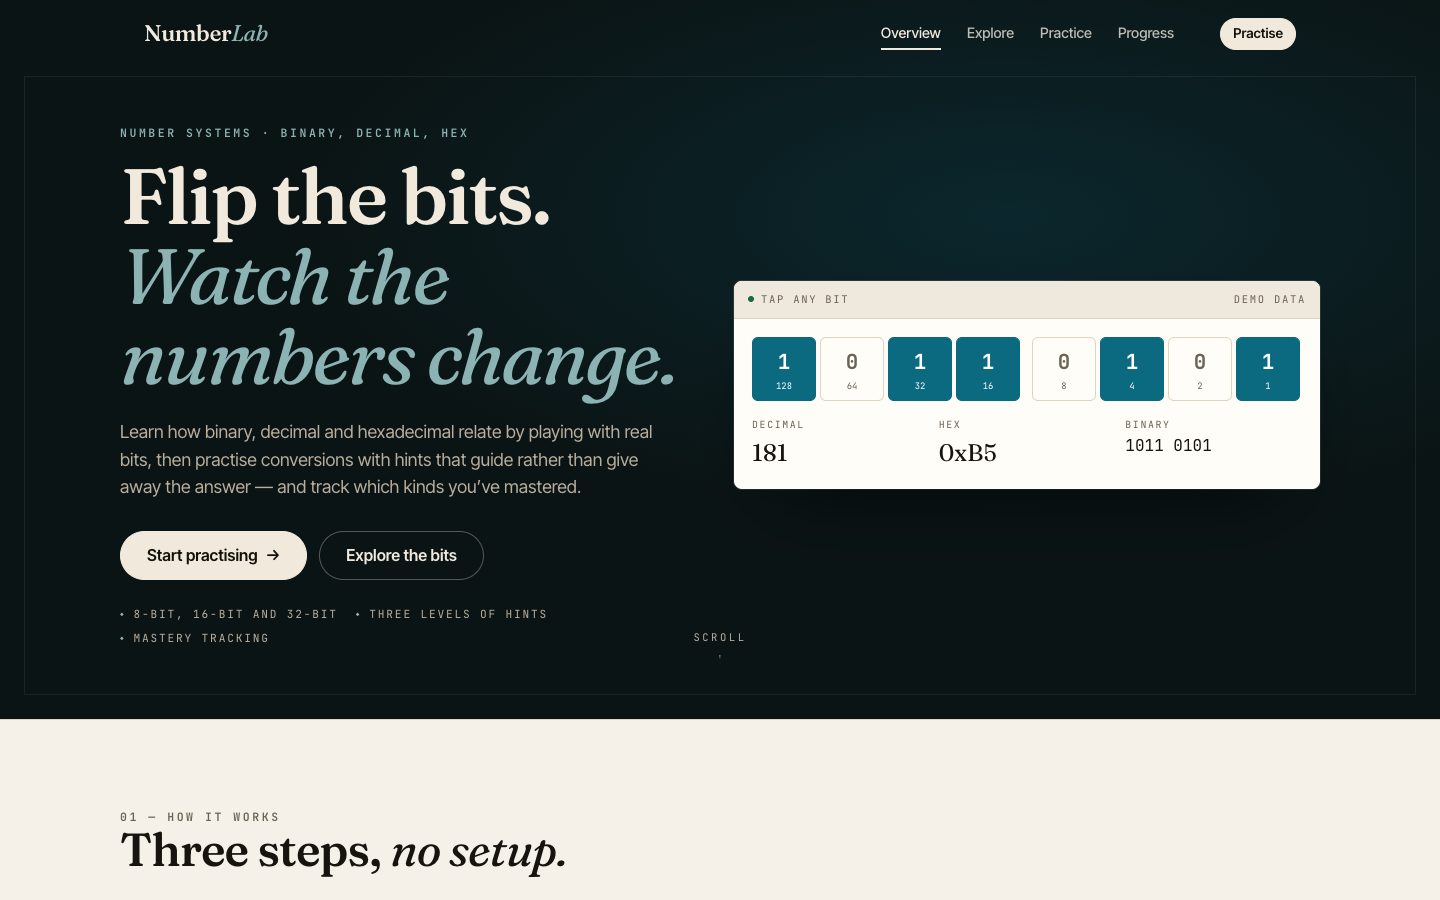 NumberLab
Overview Explore Practice Progress Practise
NUMBER SYSTEMS · BINARY, DECIMAL, HEX
Flip the bits.
Watch the
numbers change.
Learn how binary, decimal and hexadecimal relate by playing with real
bits, then practise conversions with hints that guide rather than give
away the answer — and track which kinds you’ve mastered.
Start practising → Explore the bits
• 8-BIT, 16-BIT AND 32-BIT • THREE LEVELS OF HINTS
• MASTERY TRACKING
TAP ANY BIT DEMO DATA
1 0 1 1 0 1 0 1
128 64 32 16 8 4 2 1
DECIMAL HEX BINARY
181 0xB5 1011 0101
SCROLL
01 — HOW IT WORKS
Three steps, no setup.